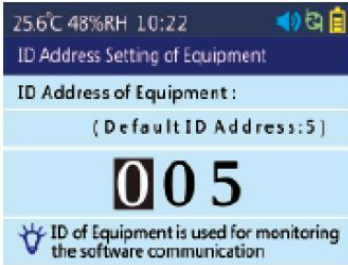 25.6℃ 48%RH 10:22
ID Address Setting of Equipment
ID Address of Equipment :
(Default ID Address:5)
005
ID of Equipment is used for monitoring
the software communication